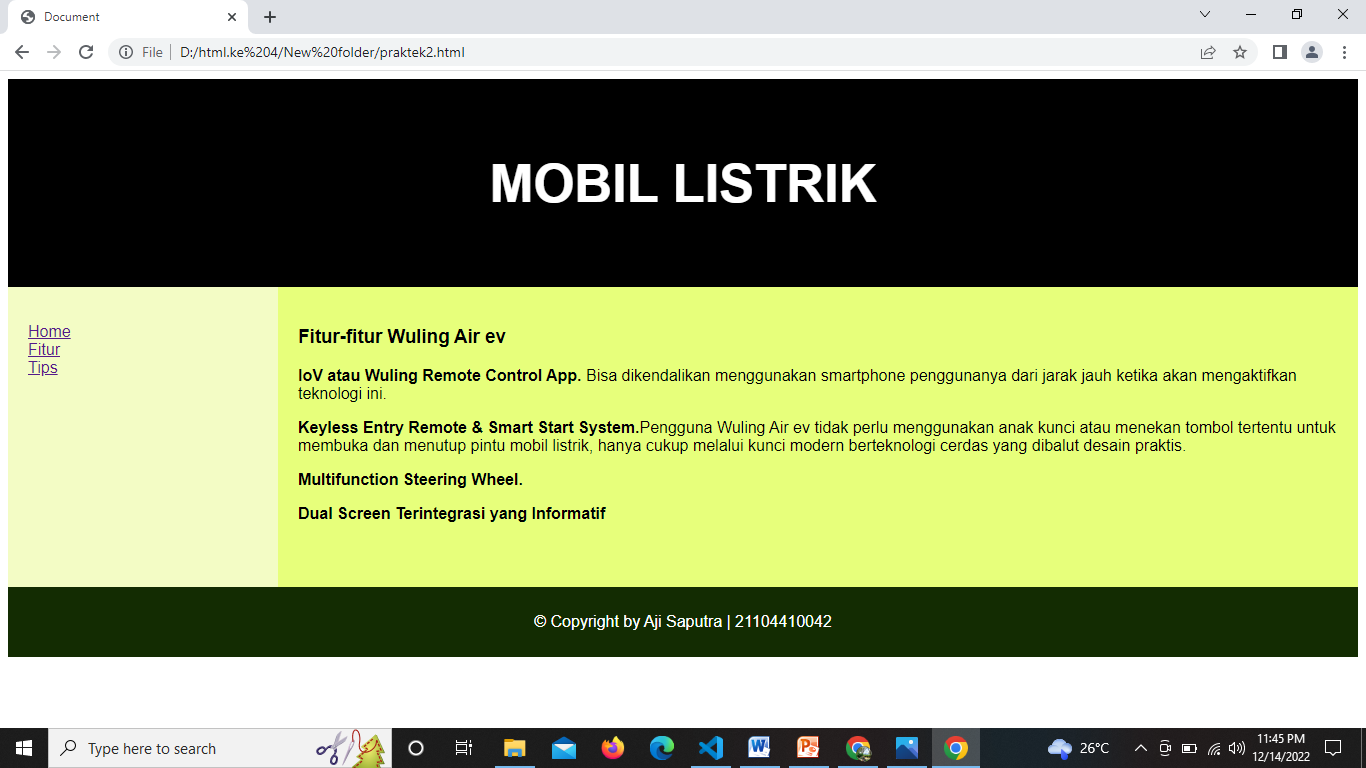 Document
File | D:/html.ke%204/New%20folder/praktek2.html
MOBIL LISTRIK
Home
Fitur
Tips
Fitur-fitur Wuling Air ev
IoV atau Wuling Remote Control App. Bisa dikendalikan menggunakan smartphone penggunanya dari jarak jauh ketika akan mengaktifkan
teknologi ini.
Keyless Entry Remote & Smart Start System.Pengguna Wuling Air ev tidak perlu menggunakan anak kunci atau menekan tombol tertentu untuk
membuka dan menutup pintu mobil listrik, hanya cukup melalui kunci modern berteknologi cerdas yang dibalut desain praktis.
Multifunction Steering Wheel.
Dual Screen Terintegrasi yang Informatif
© Copyright by Aji Saputra | 21104410042
Type here to search
26°C
11:45 PM
12/14/2022